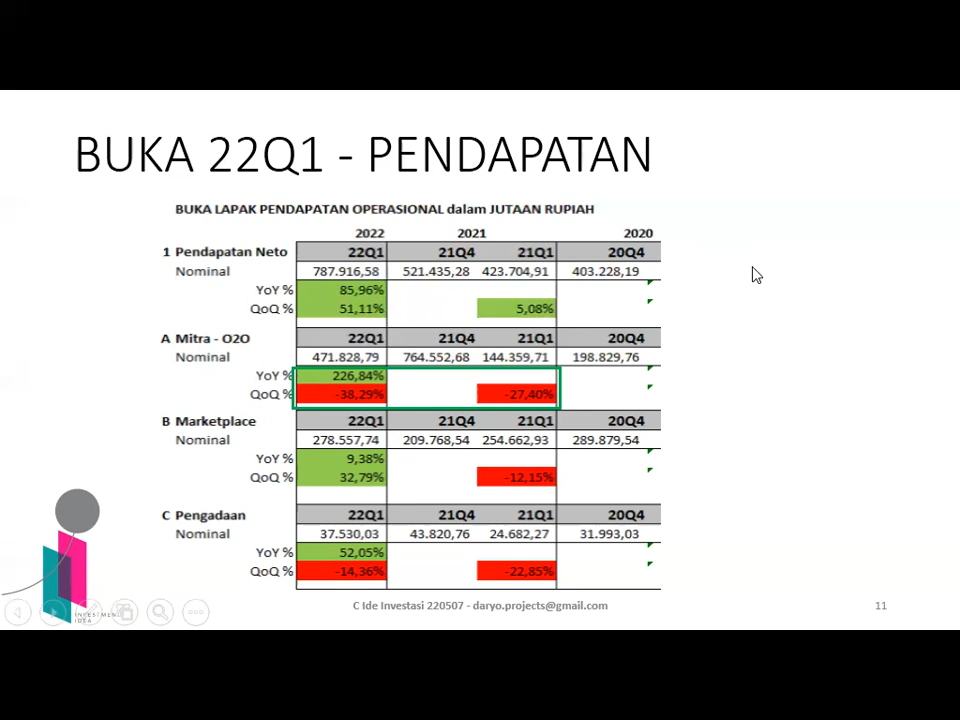 BUKA 22Q1 - PENDAPATAN
BUKA LAPAK PENDAPATAN OPERASIONAL dalam JUTAAN RUPIAH
2022 2021 2020
1 Pendapatan Neto 22Q1 21Q4 21Q1 20Q4
Nominal 787.916,58 521.435,28 423.704,91 403.228,19
YoY % 85,96%
QoQ % 51,11% 5,08%
A Mitra - O2O 22Q1 21Q4 21Q1 20Q4
Nominal 471.828,79 764.552,68 144.359,71 198.829,76
YoY % 226,84%
QoQ % -38,29% -27,40%
B Marketplace 22Q1 21Q4 21Q1 20Q4
Nominal 278.557,74 209.768,54 254.662,93 289.879,54
YoY % 9,38%
QoQ % 32,79% -12,15%
C Pengadaan 22Q1 21Q4 21Q1 20Q4
Nominal 37.530,03 43.820,76 24.682,27 31.993,03
YoY % 52,05%
QoQ % -14,36% -22,85%
C Ide Investasi 220507 - daryo.projects@gmail.com
11
INVESTMENT
IDEA